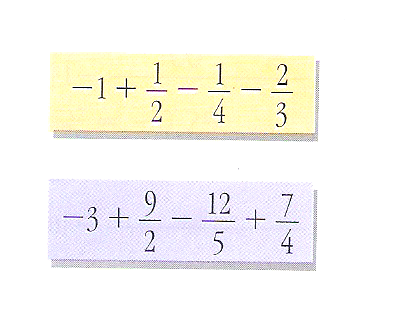 −1 + 1/2 − 1/4 − 2/3
−3 + 9/2 − 12/5 + 7/4